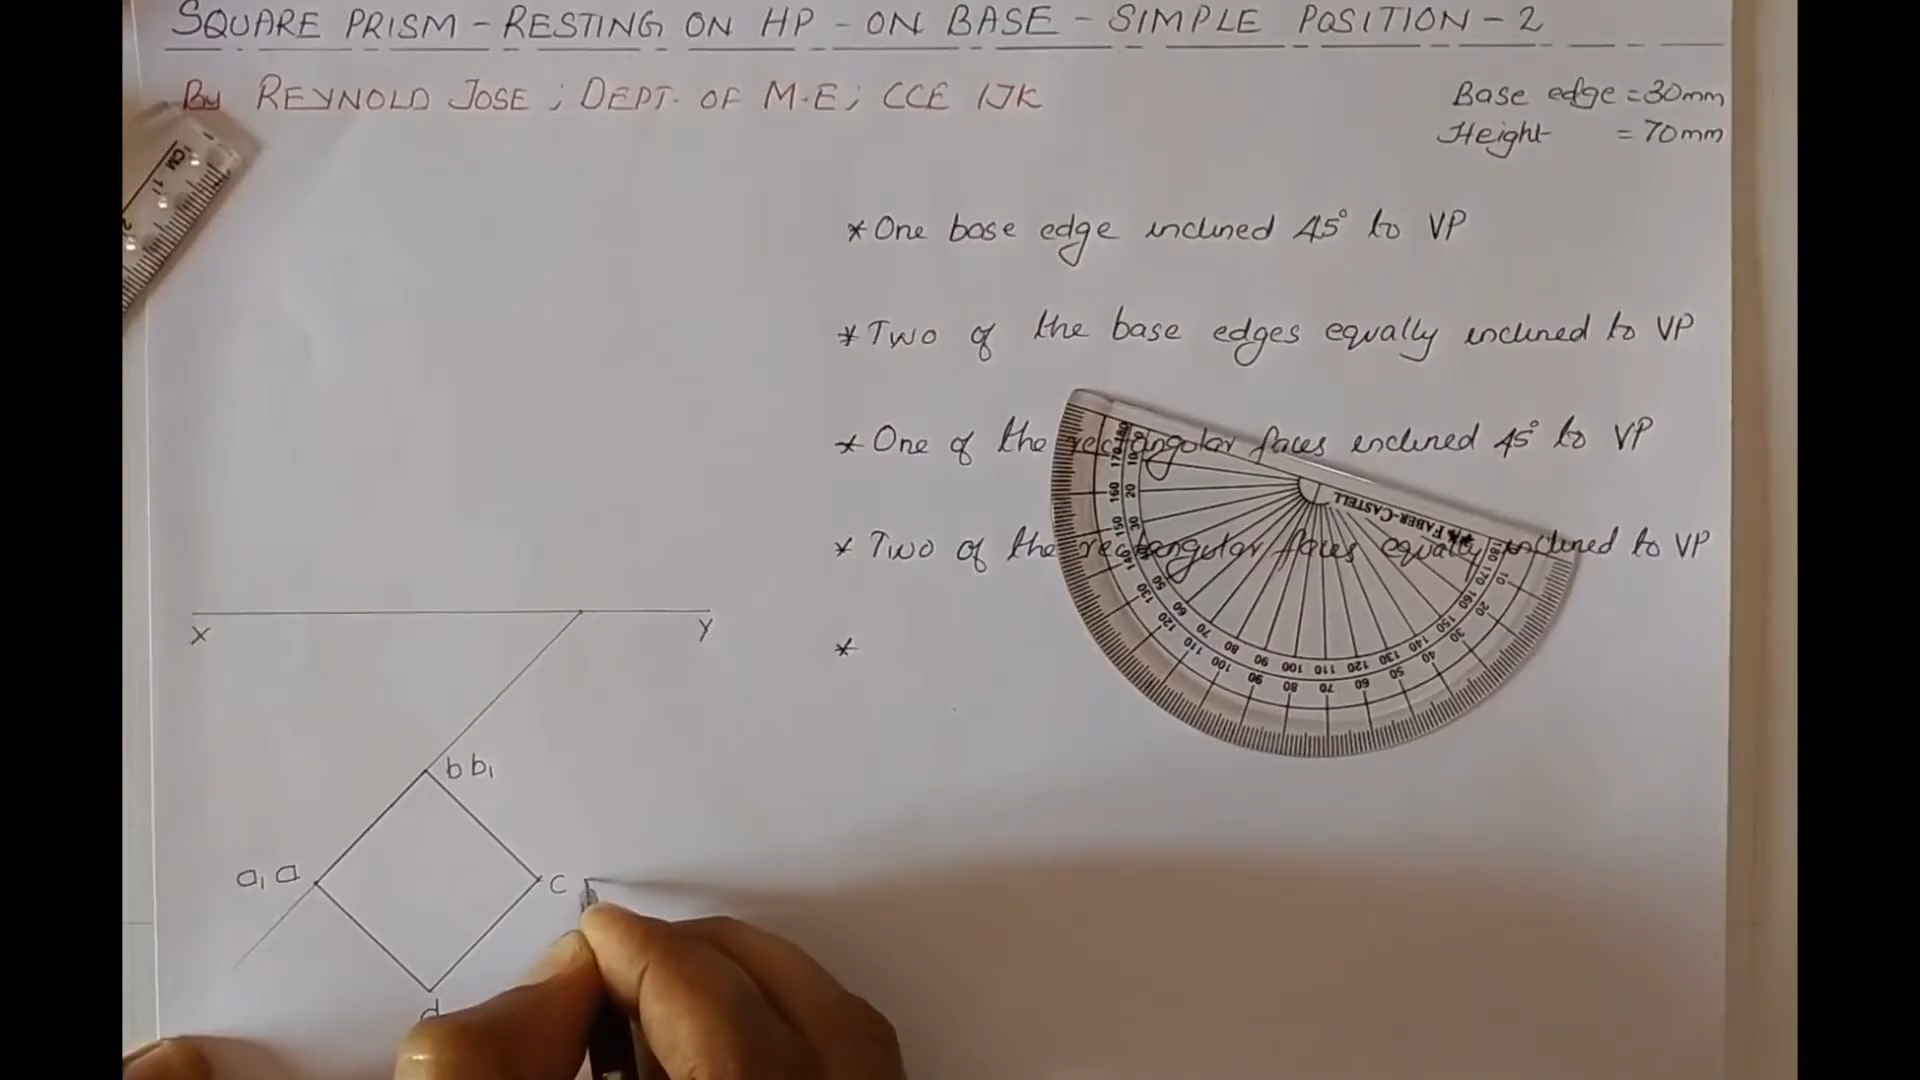 SQUARE PRISM - RESTING ON HP - ON BASE - SIMPLE POSITION - 2
By REYNOLD JOSE ; DEPT. OF M.E ; CCE IJK
Base edge = 30mm
Height = 70mm
CM 1
* One base edge inclined 45° to VP
* Two of the base edges equally inclined to VP
* One of the rectangular faces inclined 45° to VP
* Two of the rectangular faces equally inclined to VP
*
FABER-CASTELL
X
Y
b b₁
a₁ a
c
d